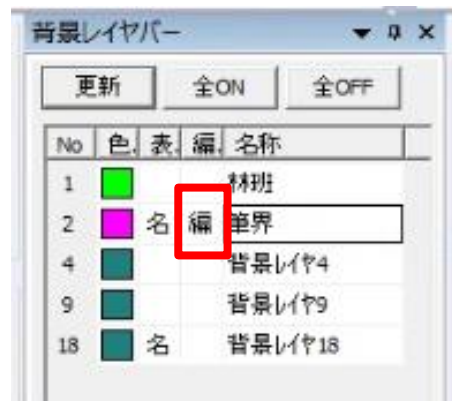 背景レイヤバー
更新 全ON 全OFF
No 色. 表. 編. 名称
1 林班
2 名 編 筆界
4 背景レイヤ4
9 背景レイヤ9
18 名 背景レイヤ18